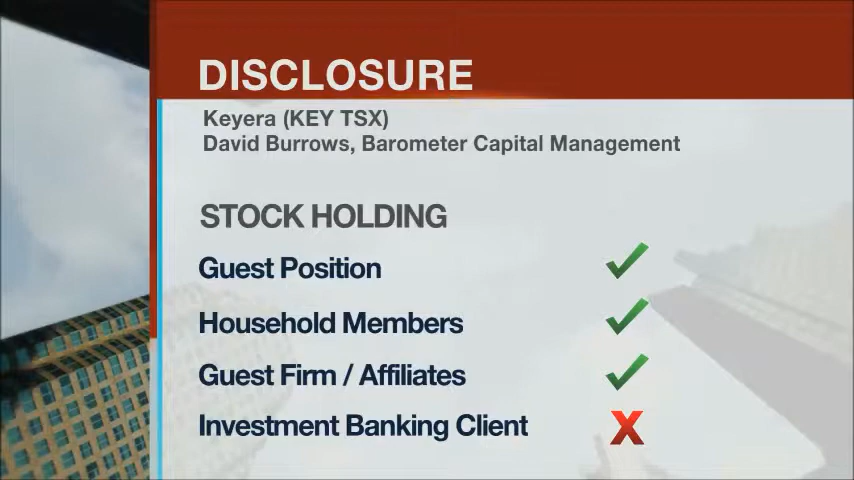 DISCLOSURE
Keyera (KEY TSX)
David Burrows, Barometer Capital Management
STOCK HOLDING
Guest Position
Household Members
Guest Firm / Affiliates
Investment Banking Client